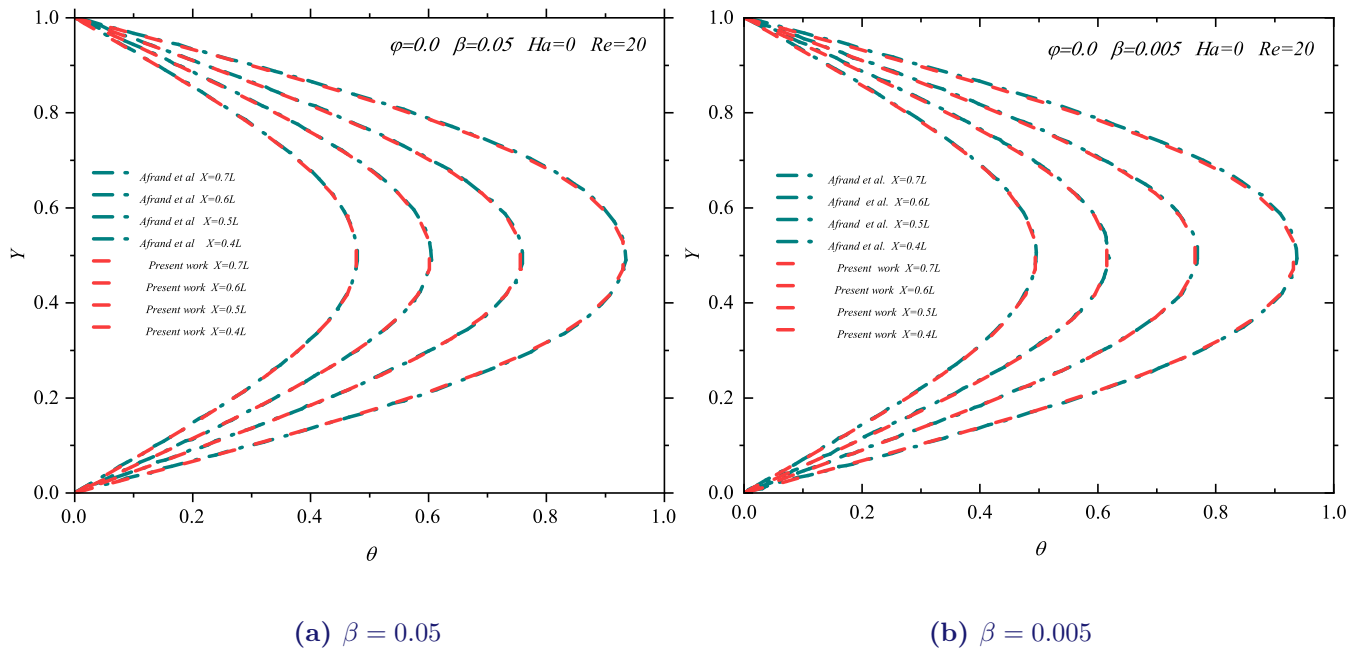 φ=0.0 β=0.05 Ha=0 Re=20
1.0
0.8
0.6
0.4
0.2
0.0
Y
Afrand et al X=0.7L
Afrand et al X=0.6L
Afrand et al X=0.5L
Afrand et al X=0.4L
Present work X=0.7L
Present work X=0.6L
Present work X=0.5L
Present work X=0.4L
0.0 0.2 0.4 0.6 0.8 1.0
θ
(a) β = 0.05
φ=0.0 β=0.005 Ha=0 Re=20
1.0
0.8
0.6
0.4
0.2
0.0
Y
Afrand et al. X=0.7L
Afrand et al. X=0.6L
Afrand et al. X=0.5L
Afrand et al. X=0.4L
Present work X=0.7L
Present work X=0.6L
Present work X=0.5L
Present work X=0.4L
0.0 0.2 0.4 0.6 0.8 1.0
θ
(b) β = 0.005